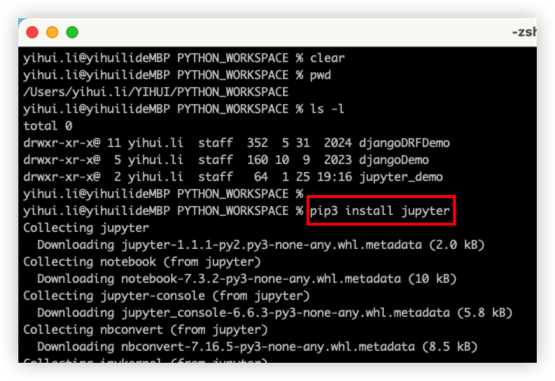 -zsh
yihui.li@yihuilideMBP PYTHON_WORKSPACE % clear
yihui.li@yihuilideMBP PYTHON_WORKSPACE % pwd
/Users/yihui.li/YIHUI/PYTHON_WORKSPACE
yihui.li@yihuilideMBP PYTHON_WORKSPACE % ls -l
total 0
drwxr-xr-x@ 11 yihui.li  staff  352  5 31  2024 djangoDRFDemo
drwxr-xr-x@  5 yihui.li  staff  160 10  9  2023 djangoDemo
drwxr-xr-x@  2 yihui.li  staff   64  1 25 19:16 jupyter_demo
yihui.li@yihuilideMBP PYTHON_WORKSPACE %
yihui.li@yihuilideMBP PYTHON_WORKSPACE % pip3 install jupyter
Collecting jupyter
  Downloading jupyter-1.1.1-py2.py3-none-any.whl.metadata (2.0 kB)
Collecting notebook (from jupyter)
  Downloading notebook-7.3.2-py3-none-any.whl.metadata (10 kB)
Collecting jupyter-console (from jupyter)
  Downloading jupyter_console-6.6.3-py3-none-any.whl.metadata (5.8 kB)
Collecting nbconvert (from jupyter)
  Downloading nbconvert-7.16.5-py3-none-any.whl.metadata (8.5 kB)
Collecting ipykernel (from jupyter)